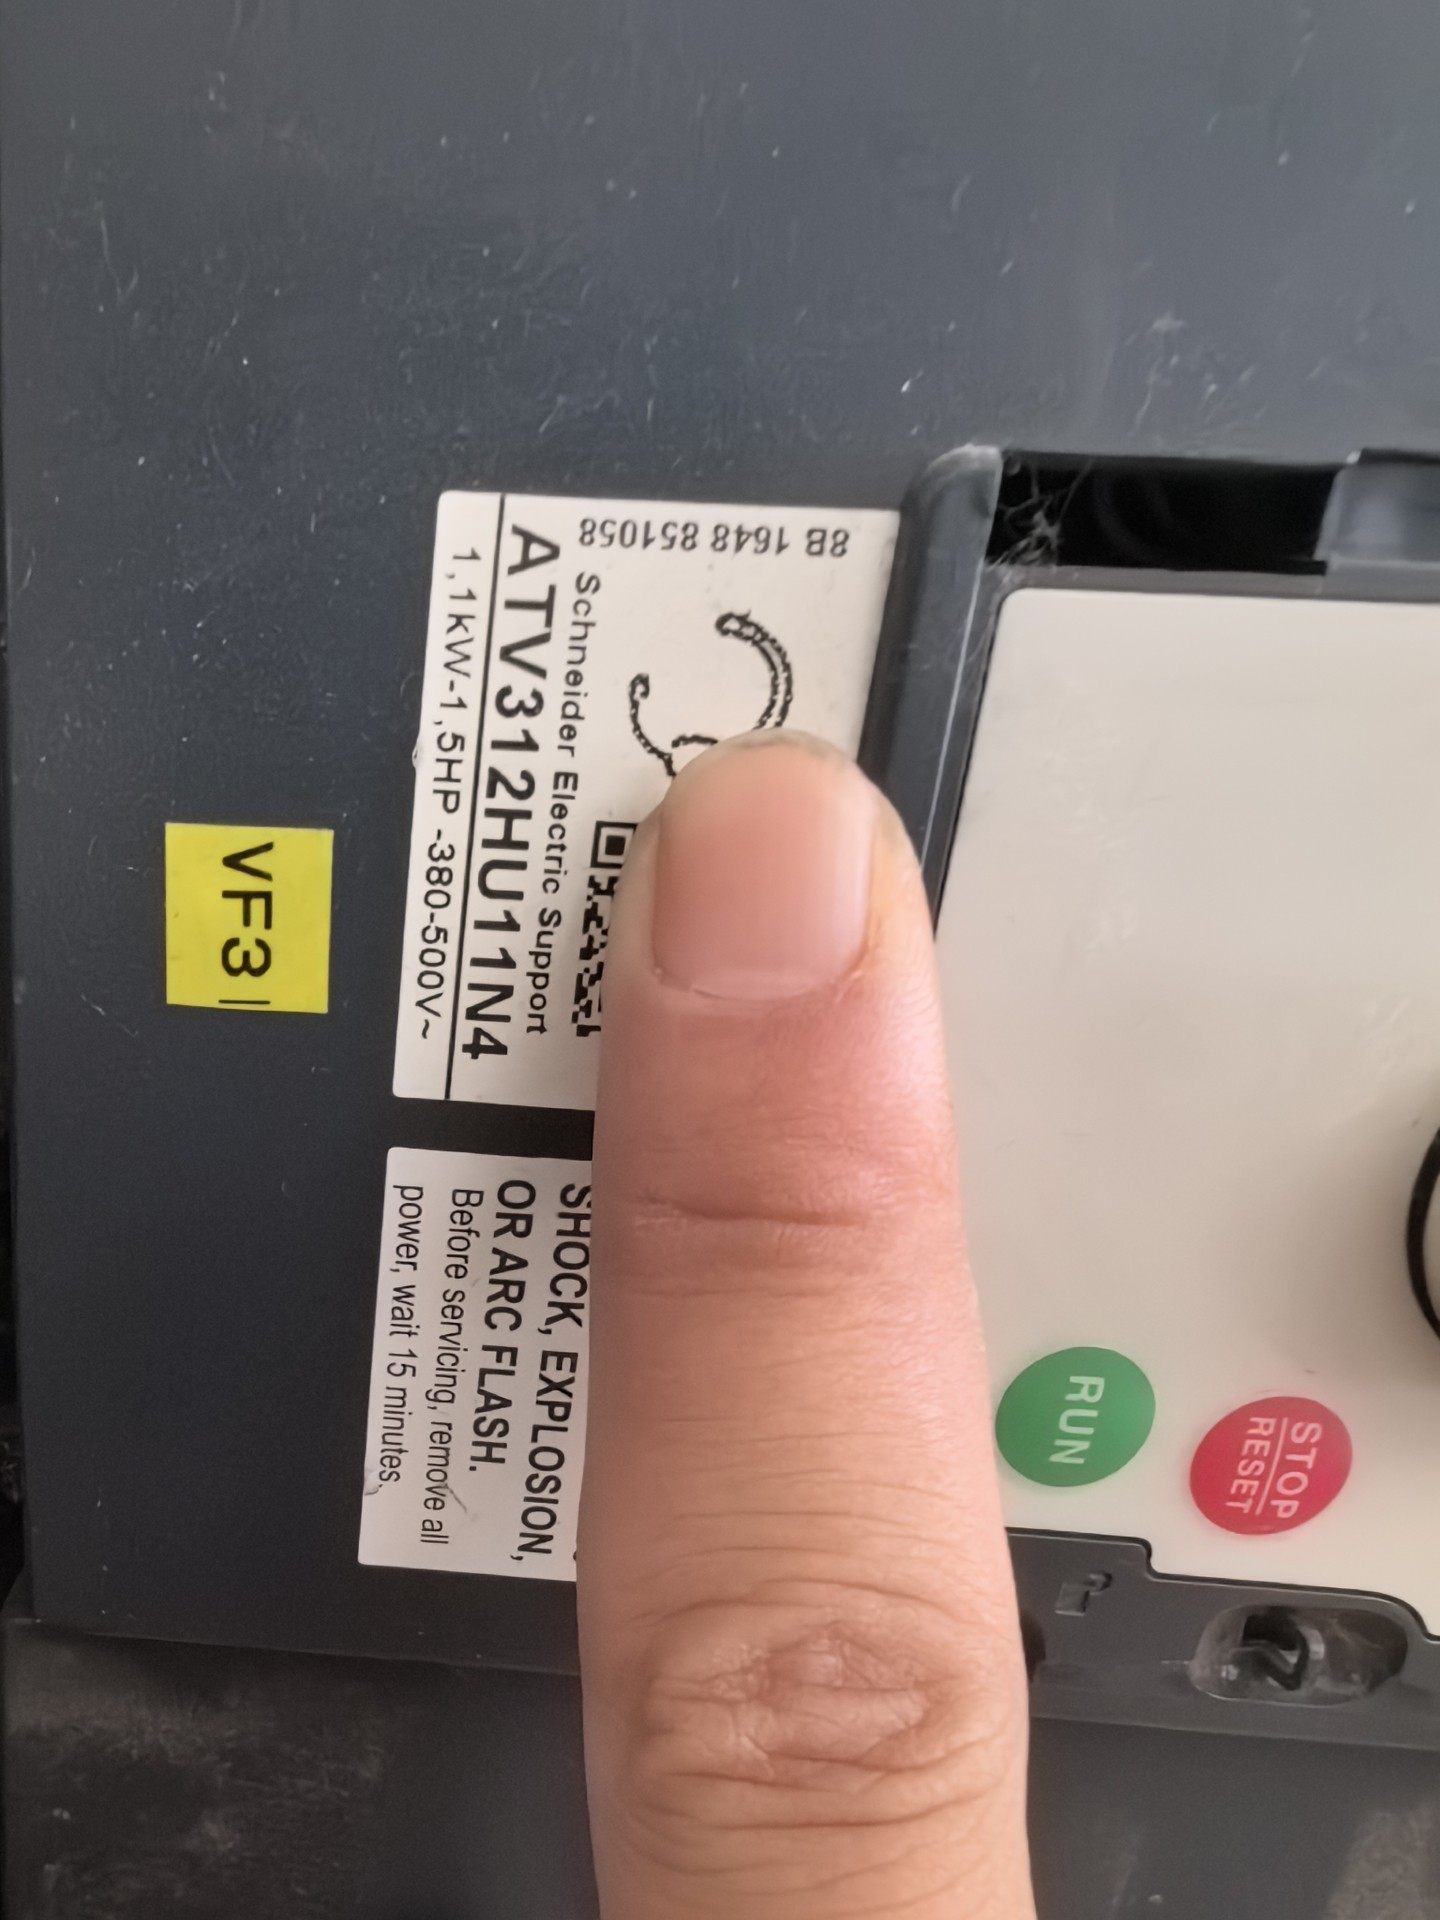 8B 1648 851058
Schneider Electric Support
ATV312HU11N4
1,1kW-1,5HP -380-500V~
VF3
SHOCK, EXPLOSION,
OR ARC FLASH.
Before servicing, remove all
power, wait 15 minutes.
RUN
STOP
RESET